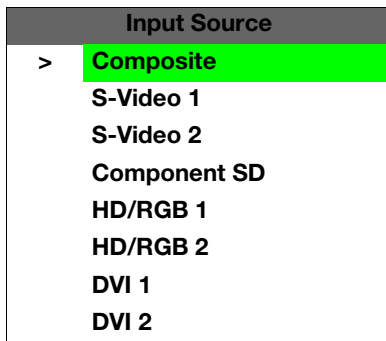 Input Source
> Composite
S-Video 1
S-Video 2
Component SD
HD/RGB 1
HD/RGB 2
DVI 1
DVI 2